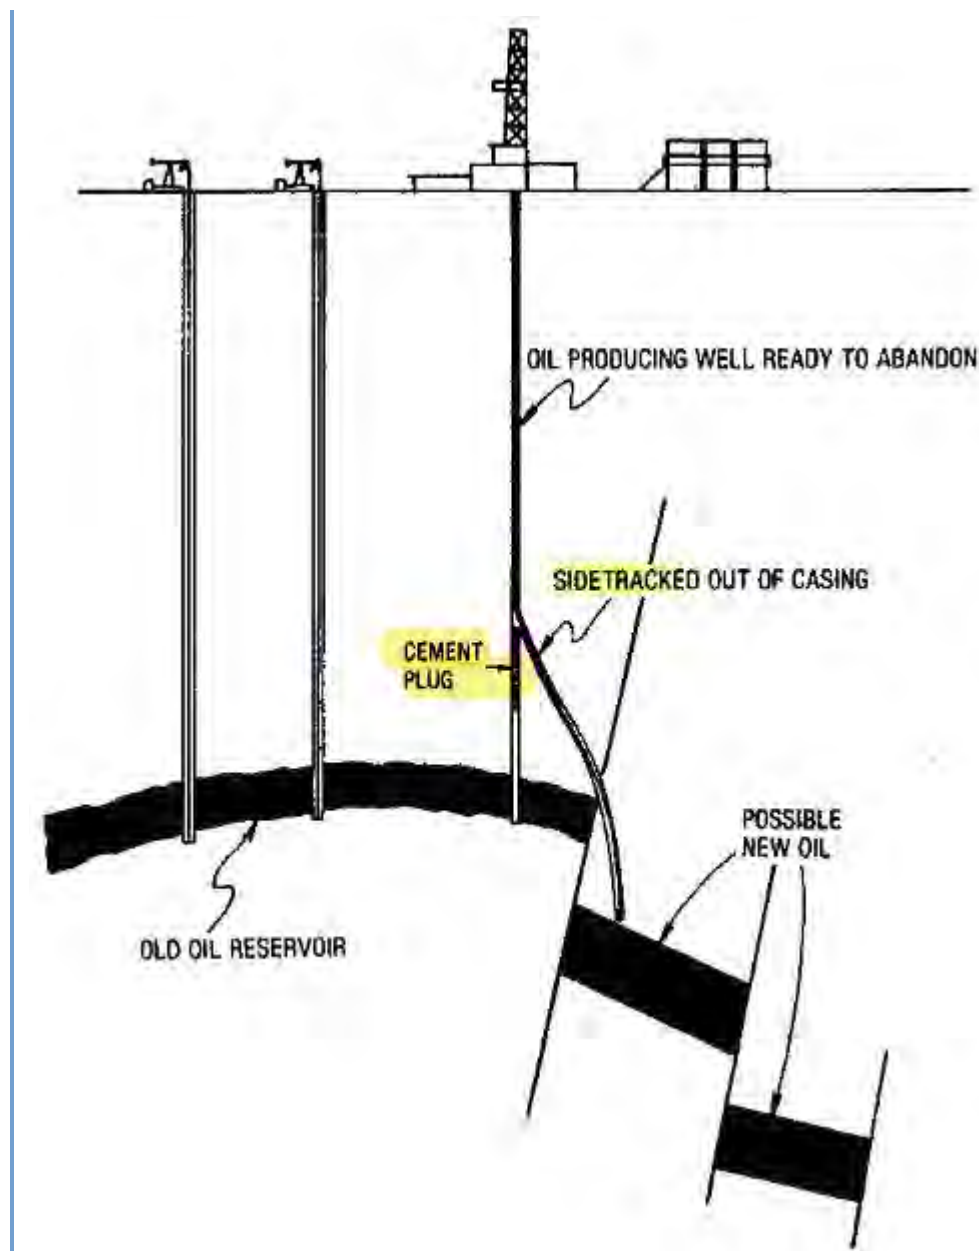 OIL PRODUCING WELL READY TO ABANDON
SIDETRACKED OUT OF CASING
CEMENT
PLUG
POSSIBLE
NEW OIL
OLD OIL RESERVOIR